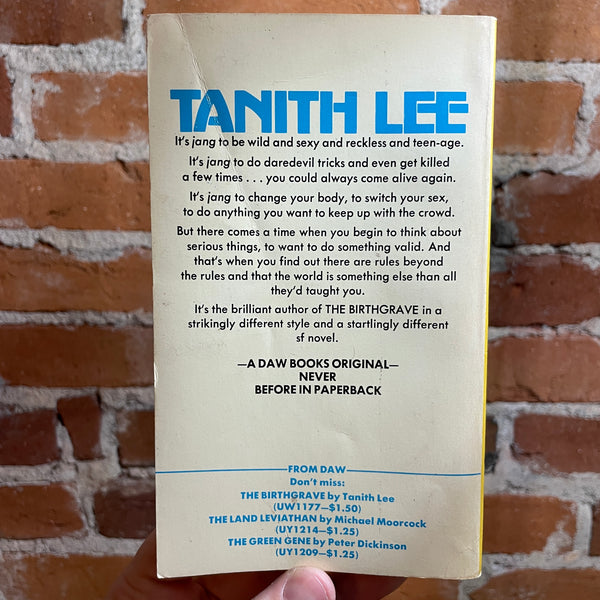 TANITH LEE
It's jang to be wild and sexy and reckless and teen-age.
It's jang to do daredevil tricks and even get killed
a few times . . . you could always come alive again.
It's jang to change your body, to switch your sex,
to do anything you want to keep up with the crowd.
But there comes a time when you begin to think about
serious things, to want to do something valid. And
that's when you find out there are rules beyond
the rules and that the world is something else than all
they'd taught you.
It's the brilliant author of THE BIRTHGRAVE in a
strikingly different style and a startlingly different
sf novel.
—A DAW BOOKS ORIGINAL—
NEVER
BEFORE IN PAPERBACK
FROM DAW
Don't miss:
THE BIRTHGRAVE by Tanith Lee
(UW1177—$1.50)
THE LAND LEVIATHAN by Michael Moorcock
(UY1214—$1.25)
THE GREEN GENE by Peter Dickinson
(UY1209—$1.25)